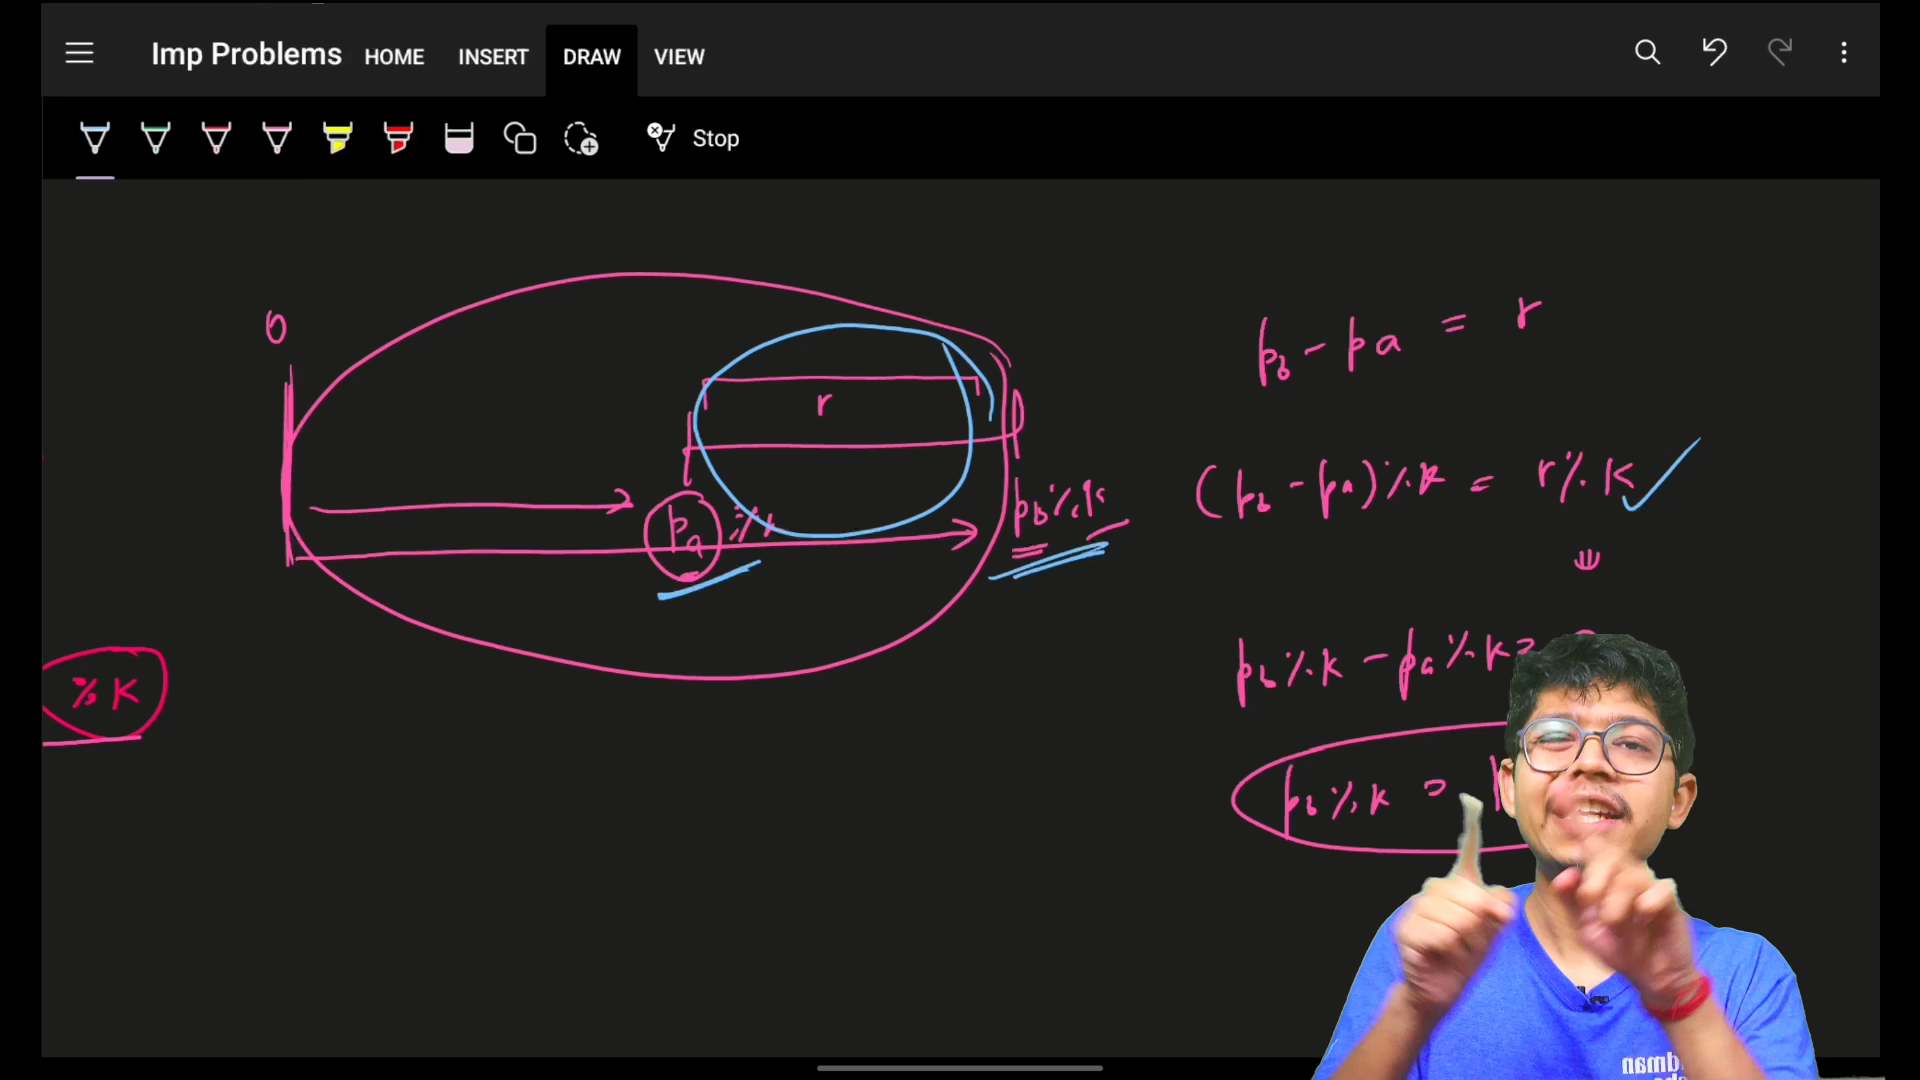 Imp Problems HOME INSERT DRAW VIEW
Stop
0
r
Pa %k
Pb%k
Pb - Pa = r
(Pb - Pa)%k = r%k
Pb%k - Pa%k =
Pb%k =
%K